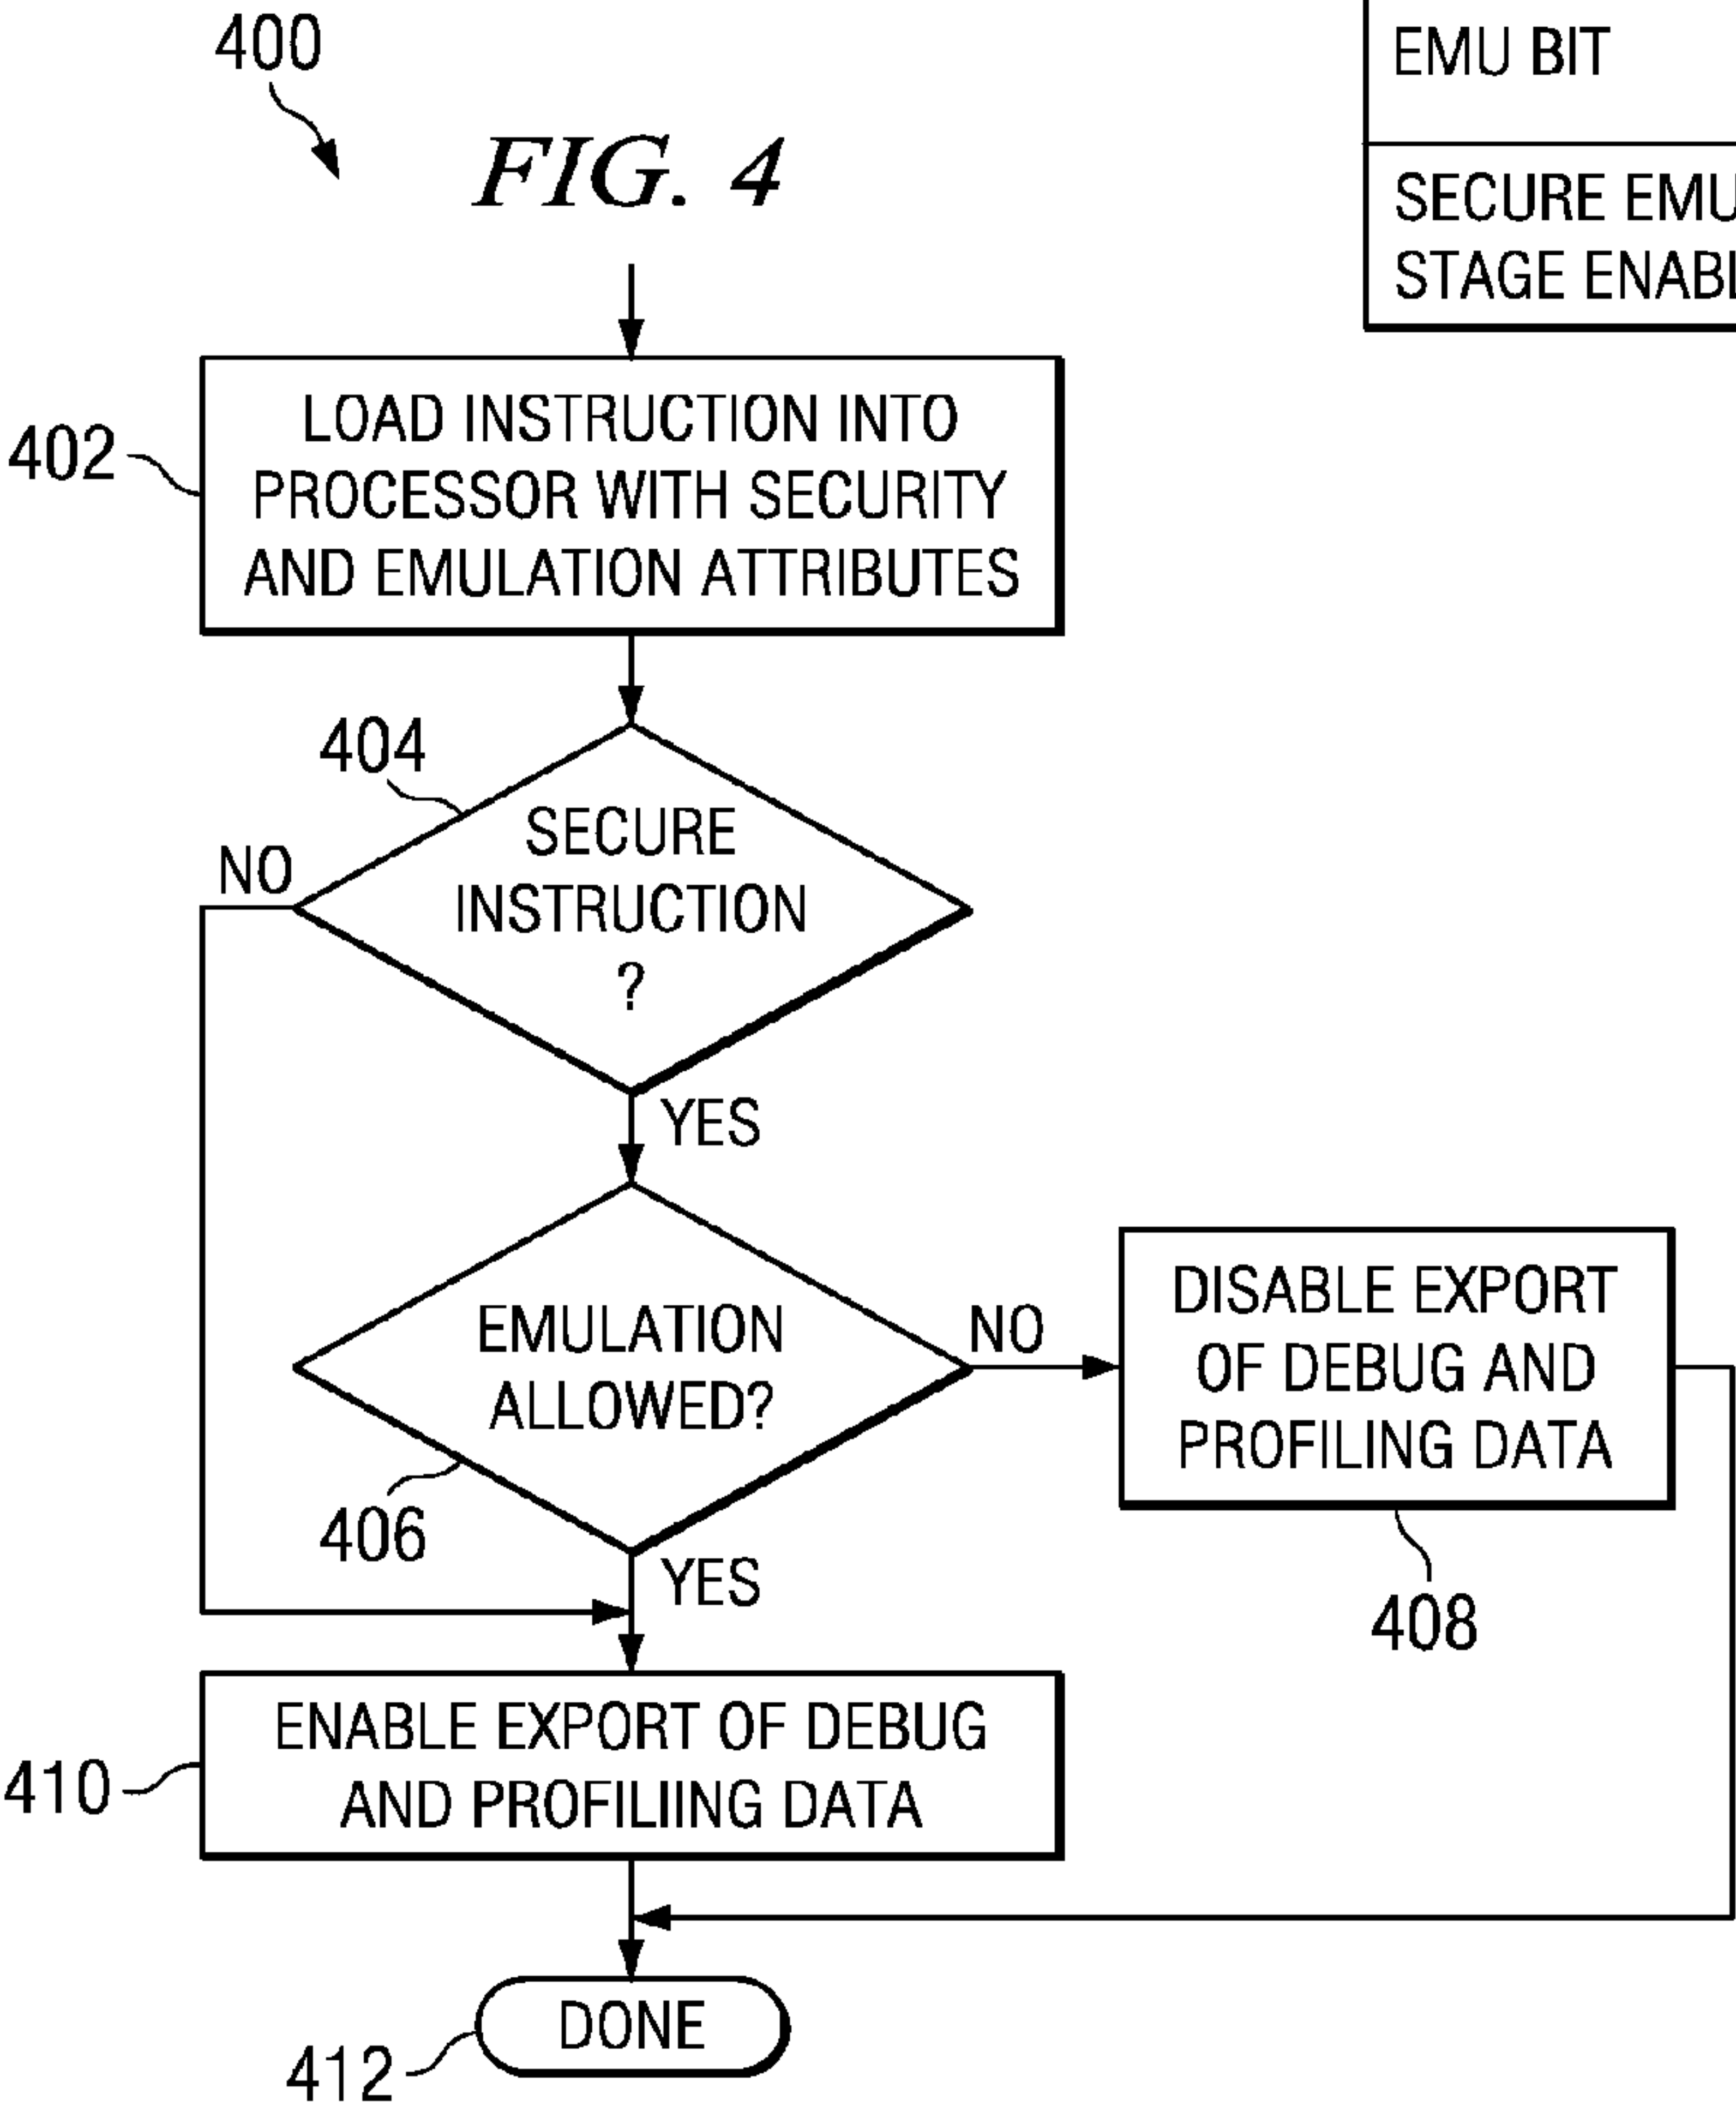 400
FIG. 4
EMU BIT
SECURE EMU
STAGE ENABL
402
LOAD INSTRUCTION INTO
PROCESSOR WITH SECURITY
AND EMULATION ATTRIBUTES
404
SECURE
INSTRUCTION
?
NO
YES
EMULATION
ALLOWED?
NO
406
YES
DISABLE EXPORT
OF DEBUG AND
PROFILING DATA
408
410
ENABLE EXPORT OF DEBUG
AND PROFILIING DATA
DONE
412